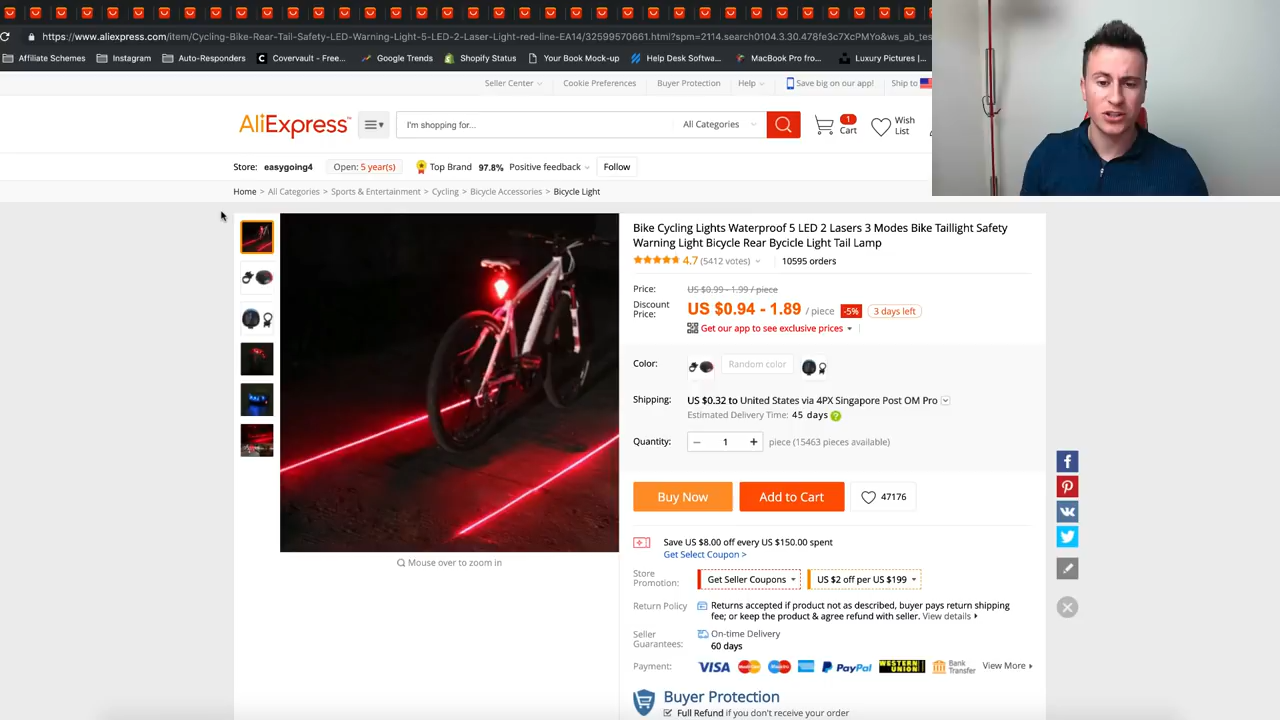 https://www.aliexpress.com/item/Cycling-Bike-Rear-Tail-Safety-LED-Warning-Light-5-LED-2-Laser-Light-red-line-EA14/32599570661.html?spm=2114.search0104.3.30.478fe3c7XcPMYo&ws_ab_tes
Affiliate Schemes Instagram Auto-Responders Covervault - Free... Google Trends Shopify Status Your Book Mock-up Help Desk Softwa... MacBook Pro from... Luxury Pictures |...
Seller Center Cookie Preferences Buyer Protection Help Save big on our app! Ship to
AliExpress™ I'm shopping for... All Categories 1 Cart Wish List
Store: easygoing4 Open: 5 year(s) Top Brand 97.8% Positive feedback Follow
Home > All Categories > Sports & Entertainment > Cycling > Bicycle Accessories > Bicycle Light
Bike Cycling Lights Waterproof 5 LED 2 Lasers 3 Modes Bike Taillight Safety
Warning Light Bicycle Rear Bycicle Light Tail Lamp
4.7 (5412 votes) 10595 orders
Price: US $0.99 - 1.99 / piece
Discount Price: US $0.94 - 1.89 / piece -5% 3 days left
Get our app to see exclusive prices
Color: Random color
Shipping: US $0.32 to United States via 4PX Singapore Post OM Pro
Estimated Delivery Time: 45 days ?
Quantity: − 1 + piece (15463 pieces available)
Buy Now Add to Cart 47176
Mouse over to zoom in
Save US $8.00 off every US $150.00 spent
Get Select Coupon >
Store Promotion: Get Seller Coupons US $2 off per US $199
Return Policy Returns accepted if product not as described, buyer pays return shipping
fee; or keep the product & agree refund with seller. View details
Seller Guarantees: On-time Delivery
60 days
Payment: VISA MasterCard Maestro PayPal WESTERN UNION Bank Transfer View More
Buyer Protection
Full Refund if you don't receive your order